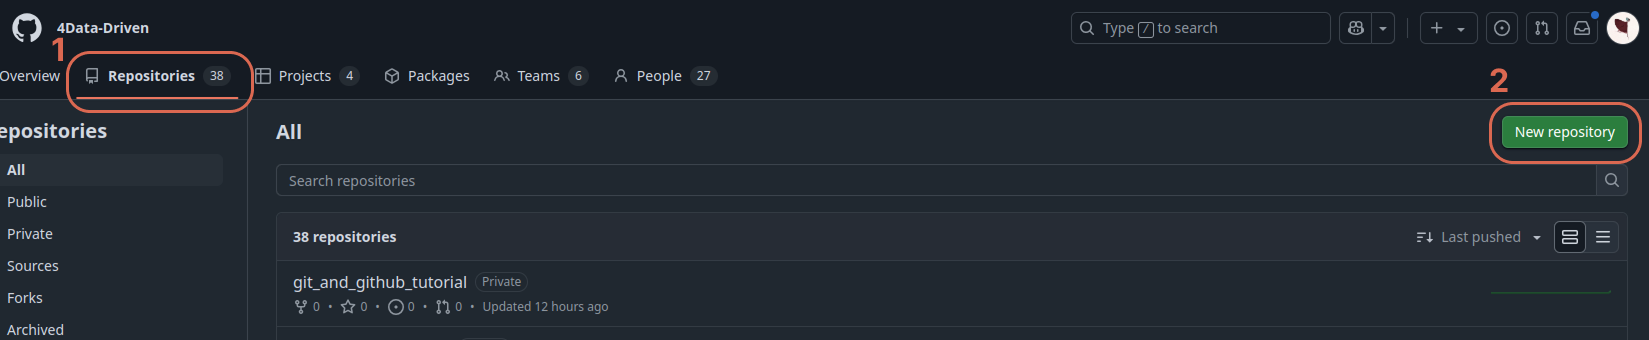 4Data-Driven
Type / to search
1
Overview
Repositories 38
Projects 4
Packages
Teams 6
People 27
2
epositories
All
New repository
All
Public
Private
Sources
Forks
Archived
Search repositories
38 repositories
Last pushed
git_and_github_tutorial Private
0 • 0 • 0 • 0 • Updated 12 hours ago